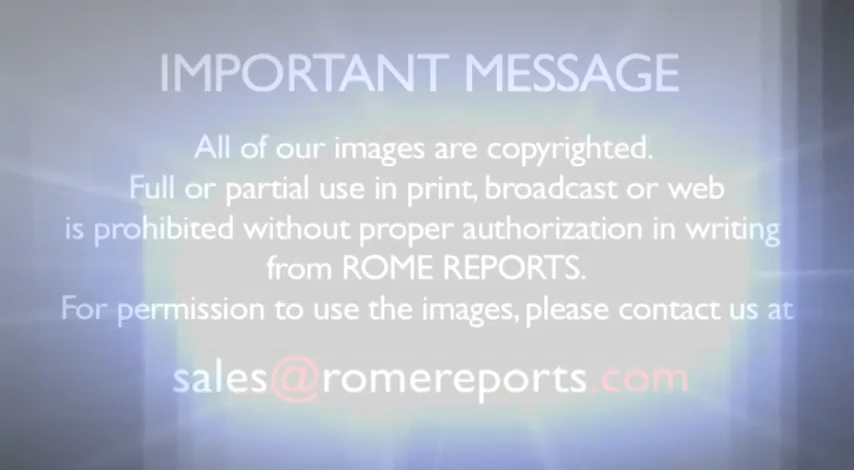 IMPORTANT MESSAGE
All of our images are copyrighted.
Full or partial use in print, broadcast or web
is prohibited without proper authorization in writing
from ROME REPORTS.
For permission to use the images, please contact us at
sales@romereports.com